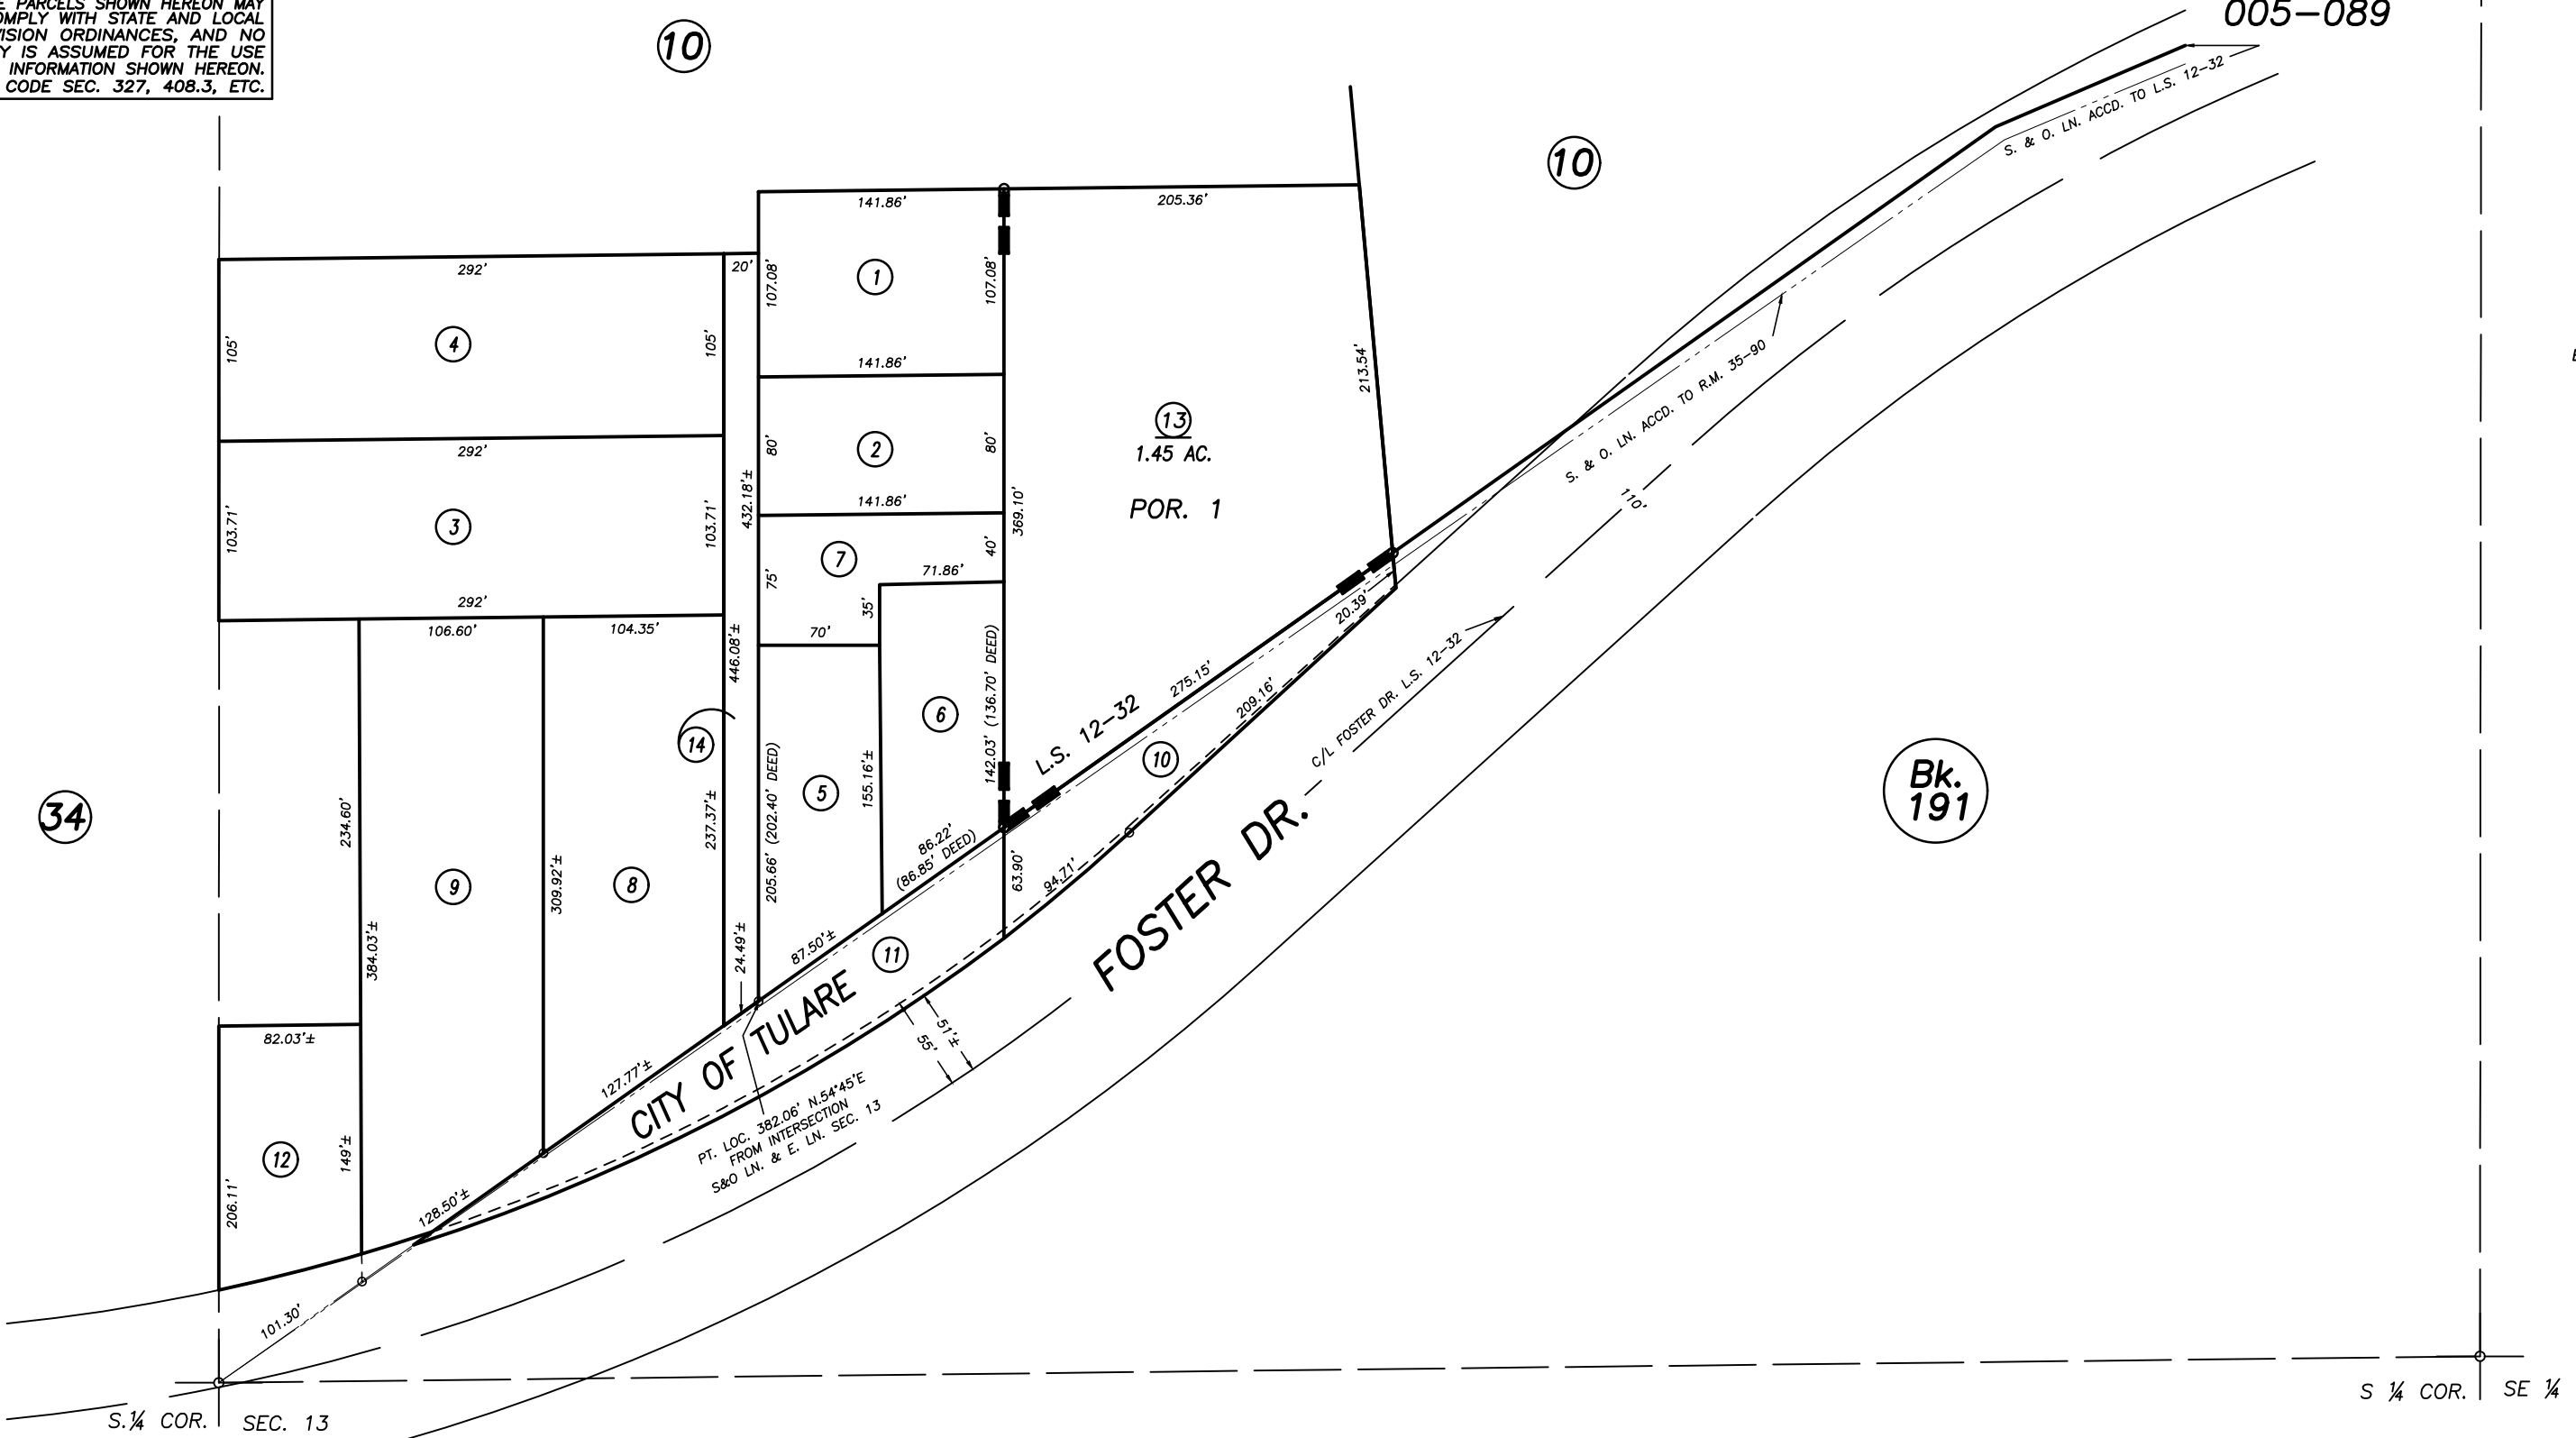 PARCELS SHOWN HEREON MAY
COMPLY WITH STATE AND LOCAL
ORDINANCES, AND NO
IS ASSUMED FOR THE USE
INFORMATION SHOWN HEREON.
CODE SEC. 327, 408.3, ETC.
10
005-089
10
S. & O. LN. ACCD. TO L.S. 12-32
141.86'
205.36'
292'
20'
107.08'
1
107.08'
105'
4
105'
141.86'
213.54'
S. & O. LN. ACCD. TO R.M. 35-90
13
1.45 AC.
POR. 1
292'
80'
2
80'
432.18'±
141.86'
369.10'
110'
103.71'
3
103.71'
7
40'
75'
71.86'
35'
292'
106.60'
104.35'
70'
446.08'±
20.39'
142.03' (136.70' DEED)
275.15'
209.16'
L.S. 12-32
C/L FOSTER DR. L.S. 12-32
6
14
10
34
234.60'
237.37'±
205.66' (202.40' DEED)
5
155.16'±
86.22'
(86.85' DEED)
63.90'
94.71'
FOSTER DR.
Bk.
191
384.03'±
9
309.92'±
8
24.49'±
87.50'±
11
CITY OF TULARE
51'±
55'
82.03'±
127.77'±
PT. LOC. 382.06' N.54°45'E
FROM INTERSECTION
S&O LN. & E. LN. SEC. 13
12
149'±
206.11'
128.50'±
101.30'
S.¼ COR.
SEC. 13
S ¼ COR.
SE ¼